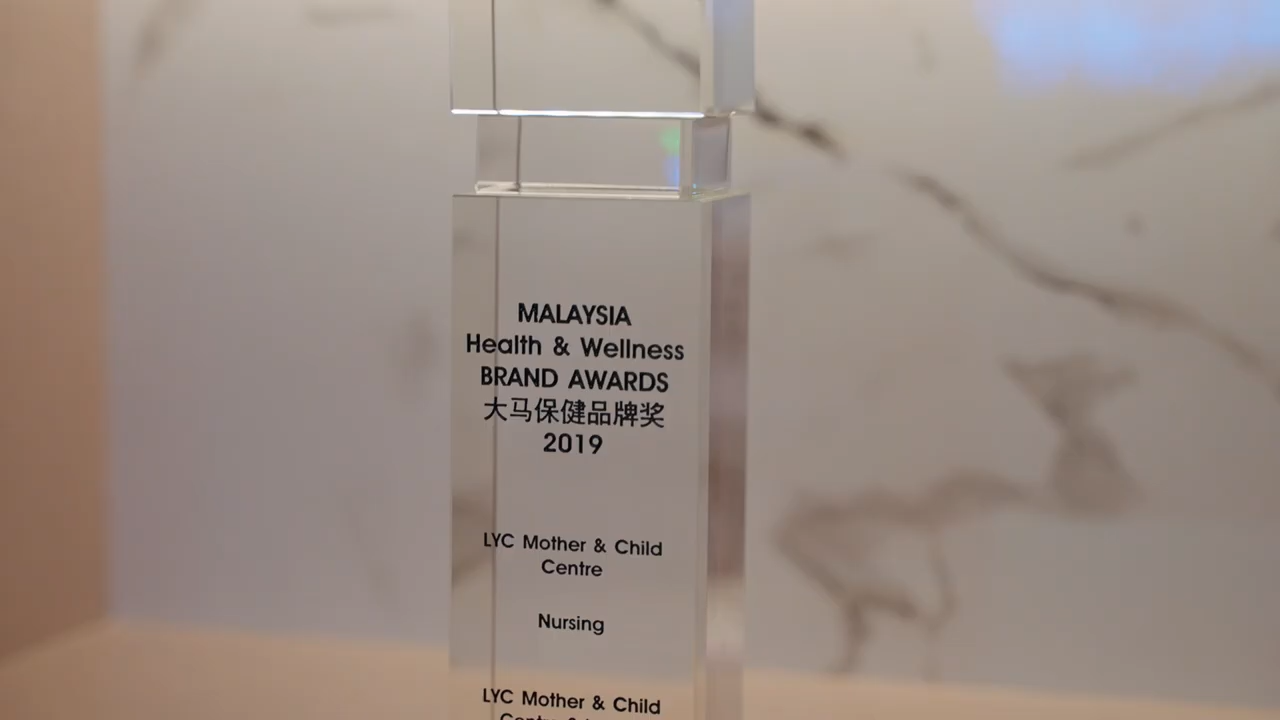 MALAYSIA
Health & Wellness
BRAND AWARDS
大马保健品牌奖
2019
LYC Mother & Child
Centre
Nursing
LYC Mother & Child